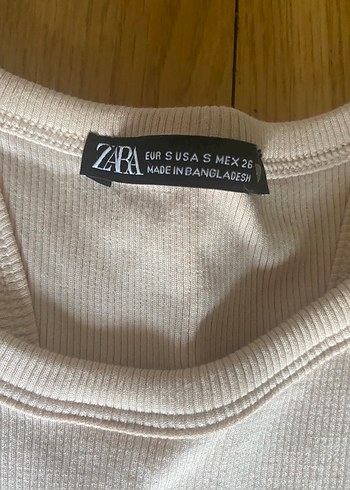 ZARA
EUR S USA S MEX 26
MADE IN BANGLADESH